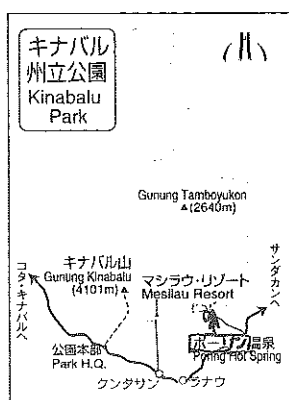 キナバル
州立公園
Kinabalu
Park
Gunung Tamboyukon
▲(2640m)
サンダカンへ
キナバル山
Gunung Kinabalu
(4101m)▲
マシラウ・リゾート
Mesilau Resort
コタ・キナバルへ
公園本部
Park H.Q.
ポーリン温泉
Poring Hot Spring
クンダサン
ラナウ